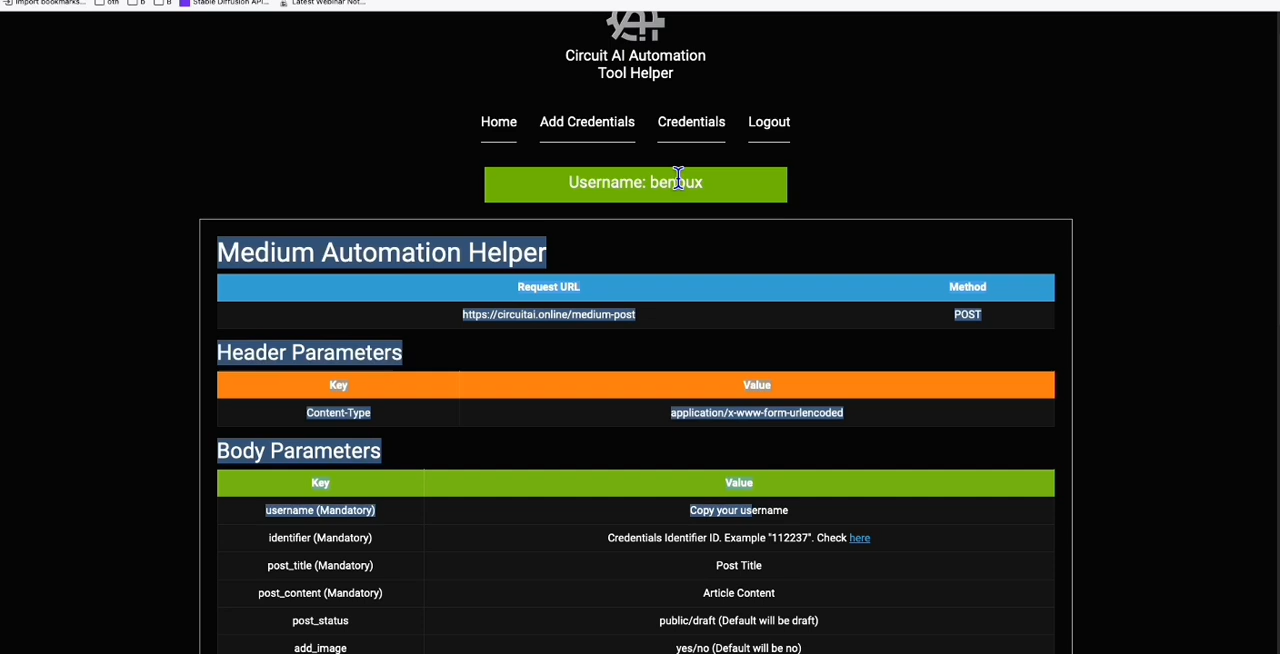 Import bookmarks... oth b B Stable Diffusion API... Latest Webinar Not...
Circuit AI Automation
Tool Helper
Home Add Credentials Credentials Logout
Username: benoux
Medium Automation Helper
Request URL Method
https://circuitai.online/medium-post POST
Header Parameters
Key Value
Content-Type application/x-www-form-urlencoded
Body Parameters
Key Value
username (Mandatory) Copy your username
identifier (Mandatory) Credentials Identifier ID. Example "112237". Check here
post_title (Mandatory) Post Title
post_content (Mandatory) Article Content
post_status public/draft (Default will be draft)
add_image yes/no (Default will be no)